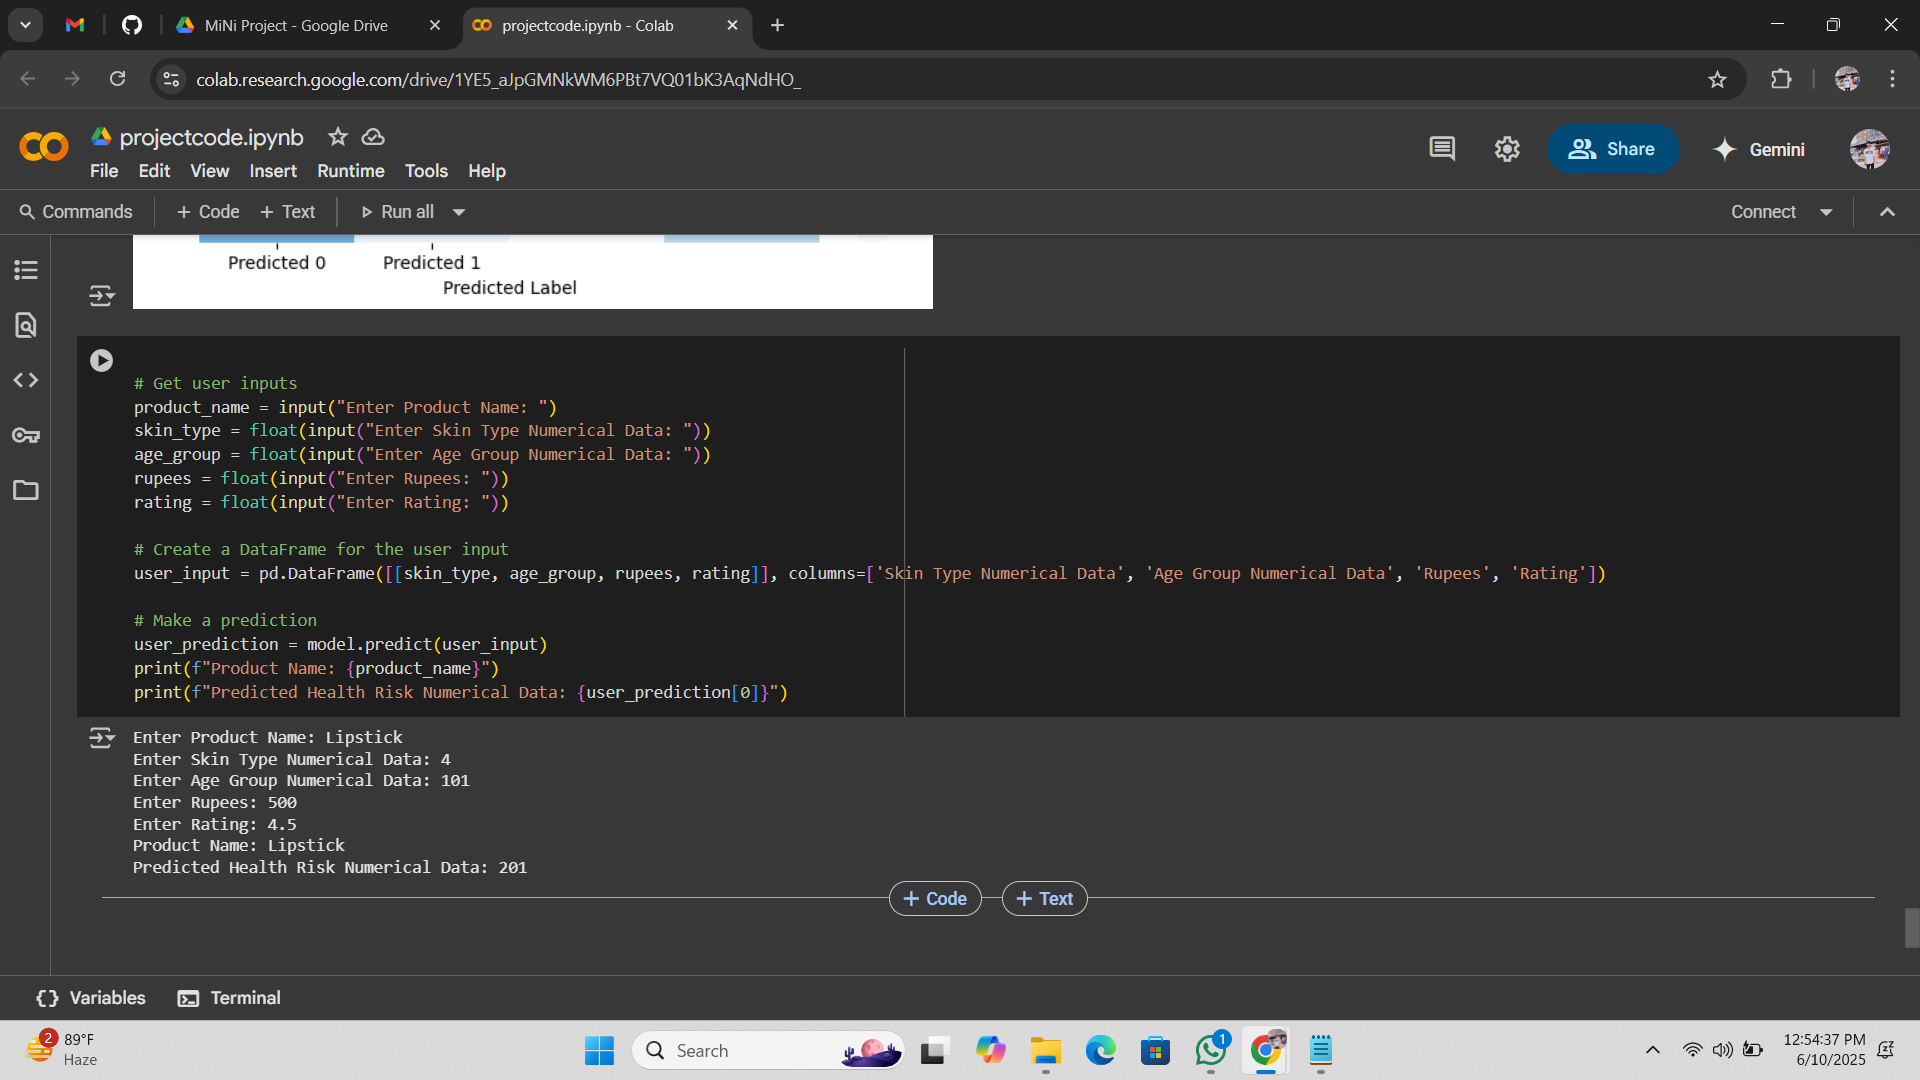 MiNi Project - Google Drive
projectcode.ipynb - Colab
colab.research.google.com/drive/1YE5_aJpGMNkWM6PBt7VQ01bK3AqNdHO_
projectcode.ipynb
File Edit View Insert Runtime Tools Help
Share
Gemini
Commands
+ Code + Text
Run all
Connect
Predicted 0 Predicted 1
Predicted Label
# Get user inputs
product_name = input("Enter Product Name: ")
skin_type = float(input("Enter Skin Type Numerical Data: "))
age_group = float(input("Enter Age Group Numerical Data: "))
rupees = float(input("Enter Rupees: "))
rating = float(input("Enter Rating: "))
# Create a DataFrame for the user input
user_input = pd.DataFrame([[skin_type, age_group, rupees, rating]], columns=['Skin Type Numerical Data', 'Age Group Numerical Data', 'Rupees', 'Rating'])
# Make a prediction
user_prediction = model.predict(user_input)
print(f"Product Name: {product_name}")
print(f"Predicted Health Risk Numerical Data: {user_prediction[0]}")
Enter Product Name: Lipstick
Enter Skin Type Numerical Data: 4
Enter Age Group Numerical Data: 101
Enter Rupees: 500
Enter Rating: 4.5
Product Name: Lipstick
Predicted Health Risk Numerical Data: 201
+ Code + Text
Variables
Terminal
2
89°F
Haze
Search
1
12:54:37 PM
6/10/2025